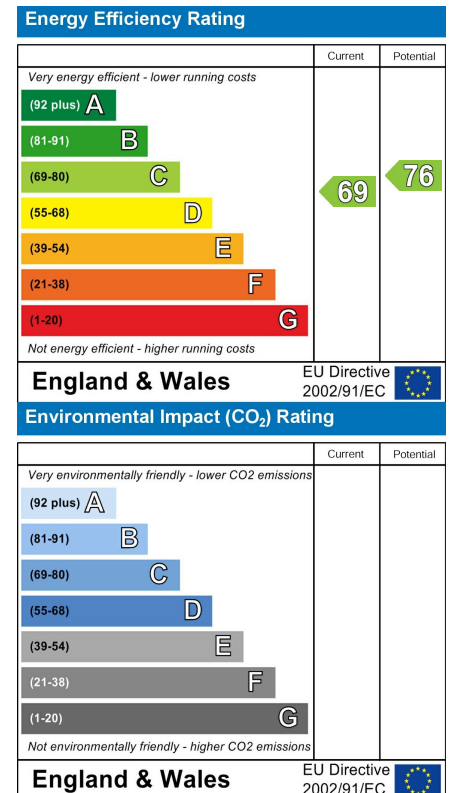 Energy Efficiency Rating
Current Potential
Very energy efficient - lower running costs
(92 plus) A
(81-91) B
(69-80) C
(55-68) D
(39-54) E
(21-38) F
(1-20) G
69 76
Not energy efficient - higher running costs
England & Wales
EU Directive
2002/91/EC
Environmental Impact (CO₂) Rating
Current Potential
Very environmentally friendly - lower CO2 emissions
(92 plus) A
(81-91) B
(69-80) C
(55-68) D
(39-54) E
(21-38) F
(1-20) G
Not environmentally friendly - higher CO2 emissions
England & Wales
EU Directive
2002/91/EC